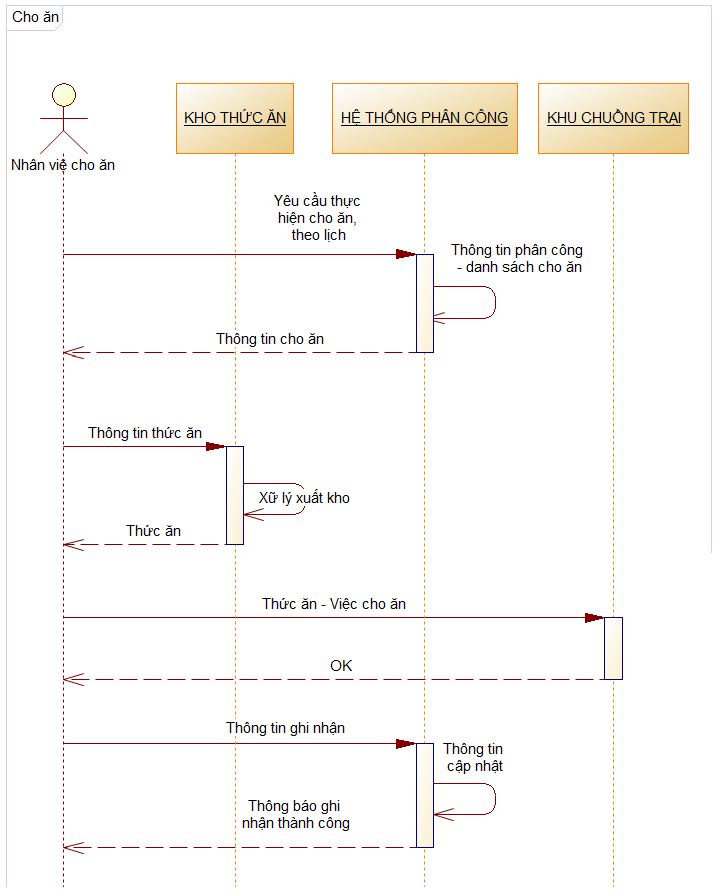 Cho ăn
KHO THỨC ĂN
HỆ THỐNG PHÂN CÔNG
KHU CHUỒNG TRẠI
Nhân viê cho ăn
Yêu cầu thực
hiện cho ăn,
theo lịch
Thông tin phân công
- danh sách cho ăn
Thông tin cho ăn
Thông tin thức ăn
Xữ lý xuất kho
Thức ăn
Thức ăn - Việc cho ăn
OK
Thông tin ghi nhận
Thông tin
cập nhật
Thông báo ghi
nhận thành công